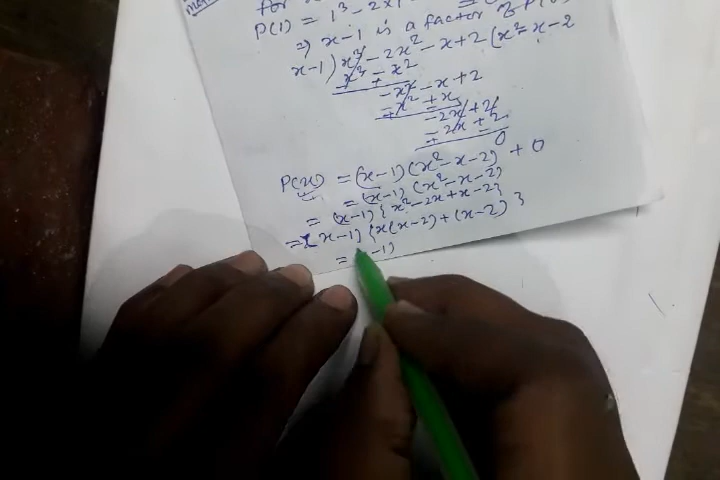 for
P(1) = 1³ - 2×1
⇒ x-1 is a factor of P(
x-1) x³ - 2x² - x + 2 (x² - x - 2
x³ - x²
- x² - x + 2
- x² + x
- 2x + 2
- 2x + 2
0
P(x) = (x-1) (x² - x - 2) + 0
= (x-1) (x² - x - 2)
= (x-1) { x² - 2x + x - 2}
= (x-1) {x(x-2) + (x-2) }
= -1)